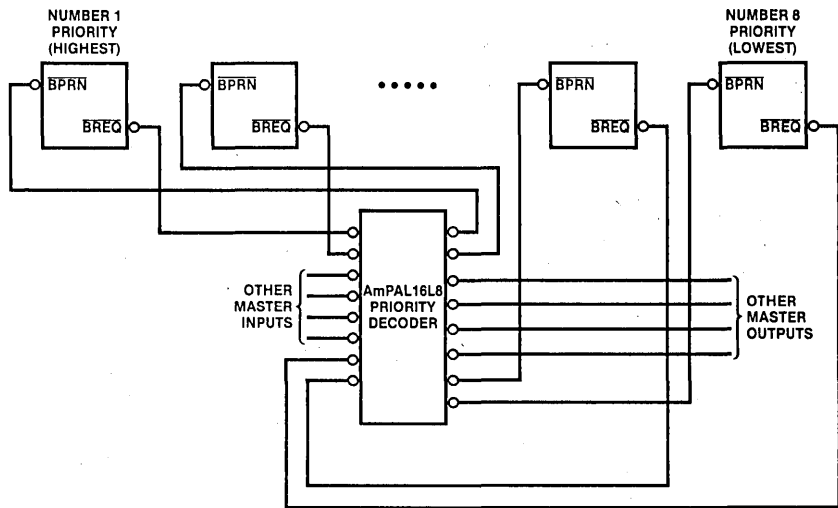 NUMBER 1
PRIORITY
(HIGHEST)
NUMBER 8
PRIORITY
(LOWEST)
BPRN
BREQ
BPRN
BREQ
BPRN
BREQ
BPRN
BREQ
OTHER
MASTER
INPUTS
AmPAL16L8
PRIORITY
DECODER
OTHER
MASTER
OUTPUTS